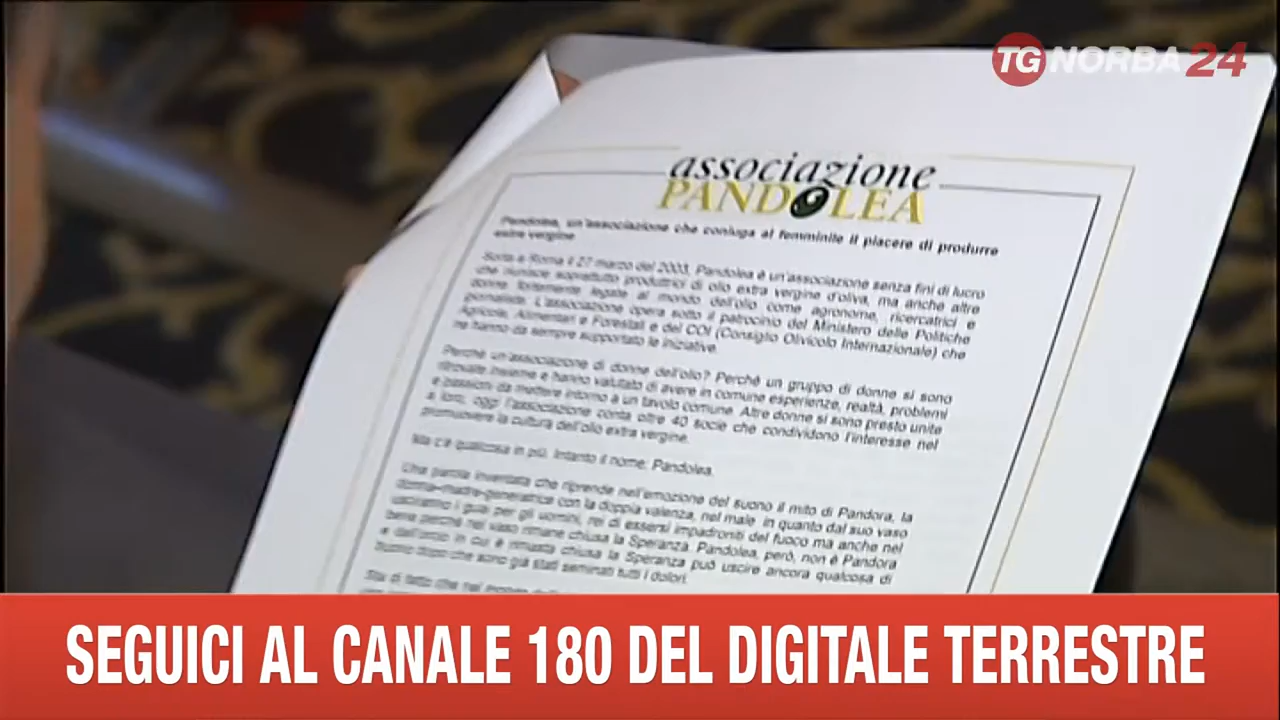 TG NORBA 24
associazione
PANDOLEA
Pandolea, un'associazione che coniuga al femminile il piacere di produrre
extra vergine
Sorta a Roma il 27 marzo del 2003, Pandolea è un'associazione senza fini di lucro
che riunisce soprattutto produttrici di olio extra vergine d'oliva, ma anche altre
donne fortemente legate al mondo dell'olio come agronome, ricercatrici e
giornaliste. L'associazione opera sotto il patrocinio del Ministero delle Politiche
Agricole, Alimentari e Forestali e del COI (Consiglio Olivicolo Internazionale) che
ne hanno da sempre supportato le iniziative.
Perché un'associazione di donne dell'olio? Perché un gruppo di donne si sono
ritrovate insieme e hanno valutato di avere in comune esperienze, realtà, problemi
e passioni da mettere intorno a un tavolo comune. Altre donne si sono presto unite
a loro; oggi l'associazione conta oltre 40 socie che condividono l'interesse nel
promuovere la cultura dell'olio extra vergine.
Ma c'è qualcosa in più. Intanto il nome: Pandolea.
Una parola inventata che riprende nell'emozione del suono il mito di Pandora, la
donna-madre-generatrice con la doppia valenza, nel male in quanto dal suo vaso
usciranno i guai per gli uomini, rei di essersi impadroniti del fuoco ma anche nel
bene perché nel vaso rimane chiusa la Speranza. Pandolea, però, non è Pandora
e dall'orcio in cui è rimasta chiusa la Speranza può uscire ancora qualcosa di
buono dopo che sono già stati seminati tutti i dolori.
Sta di fatto che nel
SEGUICI AL CANALE 180 DEL DIGITALE TERRESTRE